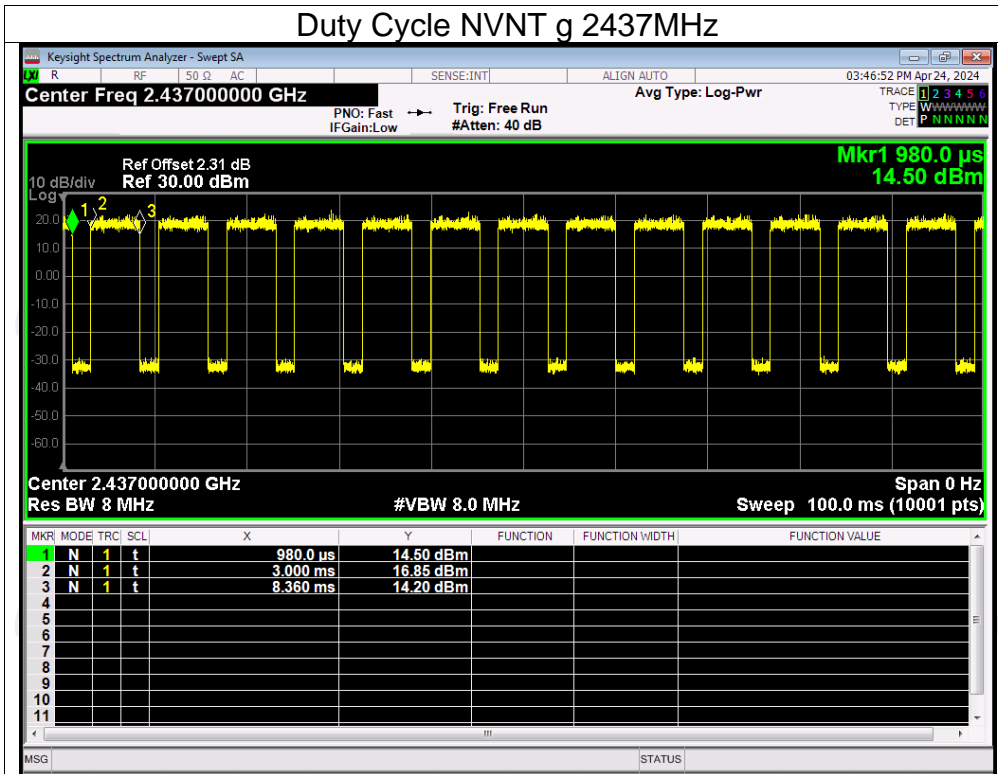 Duty Cycle NVNT g 2437MHz
Keysight Spectrum Analyzer - Swept SA
LXI R RF 50 Ω AC SENSE:INT ALIGN AUTO 03:46:52 PM Apr 24, 2024
Center Freq 2.437000000 GHz Avg Type: Log-Pwr TRACE 1 2 3 4 5 6
PNO: Fast Trig: Free Run TYPE WWWWWW
IFGain:Low #Atten: 40 dB DET P N N N N N
Mkr1 980.0 µs
14.50 dBm
Ref Offset 2.31 dB
10 dB/div Ref 30.00 dBm
Log
1 2 3
20.0
10.0
0.00
-10.0
-20.0
-30.0
-40.0
-50.0
-60.0
Center 2.437000000 GHz Span 0 Hz
Res BW 8 MHz #VBW 8.0 MHz Sweep 100.0 ms (10001 pts)
MKR MODE TRC SCL X Y FUNCTION FUNCTION WIDTH FUNCTION VALUE
1 N 1 t 980.0 µs 14.50 dBm
2 N 1 t 3.000 ms 16.85 dBm
3 N 1 t 8.360 ms 14.20 dBm
4
5
6
7
8
9
10
11
MSG STATUS